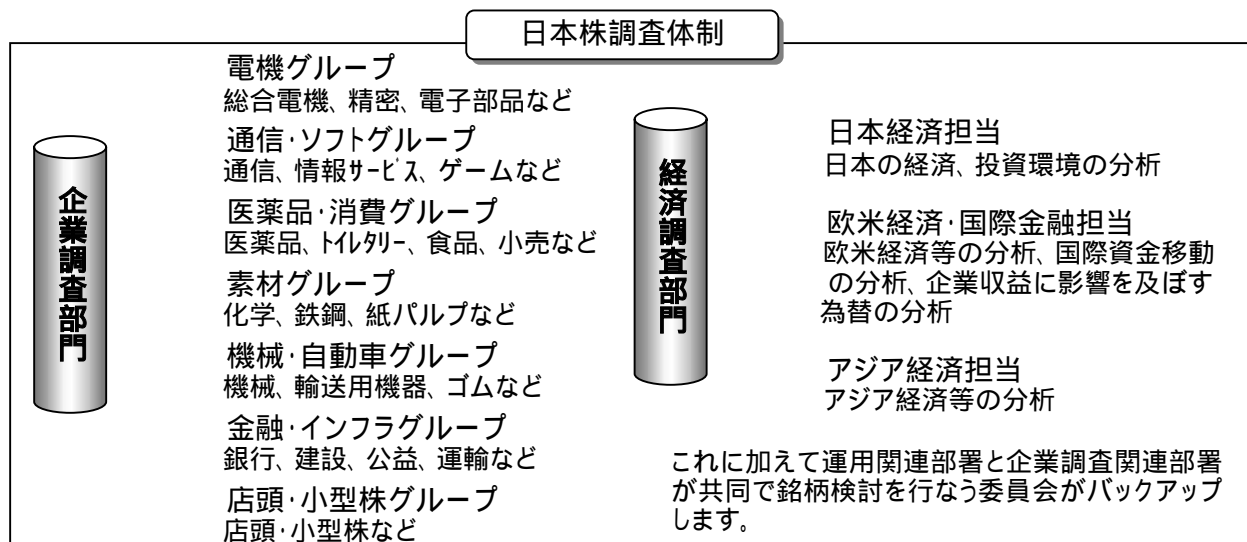 日本株調査体制
企業調査部門
電機グループ
総合電機、精密、電子部品など
通信・ソフトグループ
通信、情報ｻｰﾋﾞｽ、ゲームなど
医薬品・消費グループ
医薬品、ﾄｲﾚﾀﾘｰ、食品、小売など
素材グループ
化学、鉄鋼、紙パルプなど
機械・自動車グループ
機械、輸送用機器、ゴムなど
金融・インフラグループ
銀行、建設、公益、運輸など
店頭・小型株グループ
店頭・小型株など
経済調査部門
日本経済担当
日本の経済、投資環境の分析
欧米経済・国際金融担当
欧米経済等の分析、国際資金移動
の分析、企業収益に影響を及ぼす
為替の分析
アジア経済担当
アジア経済等の分析
これに加えて運用関連部署と企業調査関連部署
が共同で銘柄検討を行なう委員会がバックアップ
します。